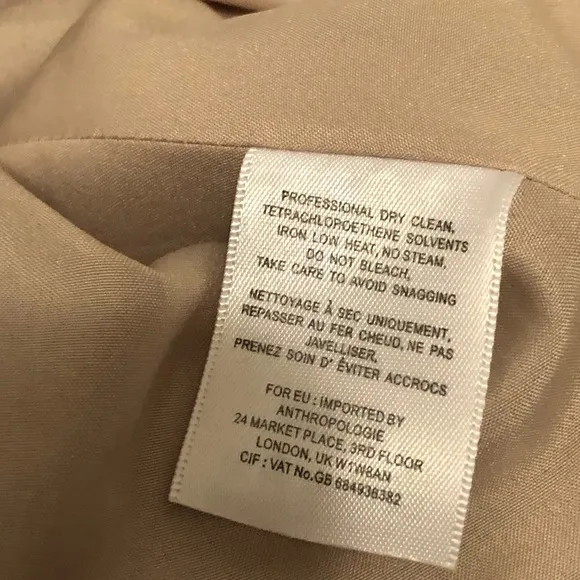 PROFESSIONAL DRY CLEAN,
TETRACHLOROETHENE SOLVENTS
IRON LOW HEAT, NO STEAM.
DO NOT BLEACH.
TAKE CARE TO AVOID SNAGGING
NETTOYAGE À SEC UNIQUEMENT,
REPASSER AU FER CHEUD, NE PAS
JAVELLISER.
PRENEZ SOIN D' ÉVITER ACCROCS
FOR EU : IMPORTED BY
ANTHROPOLOGIE
24 MARKET PLACE, 3RD FLOOR
LONDON, UK W1W8AN
CIF : VAT No.GB 684936382